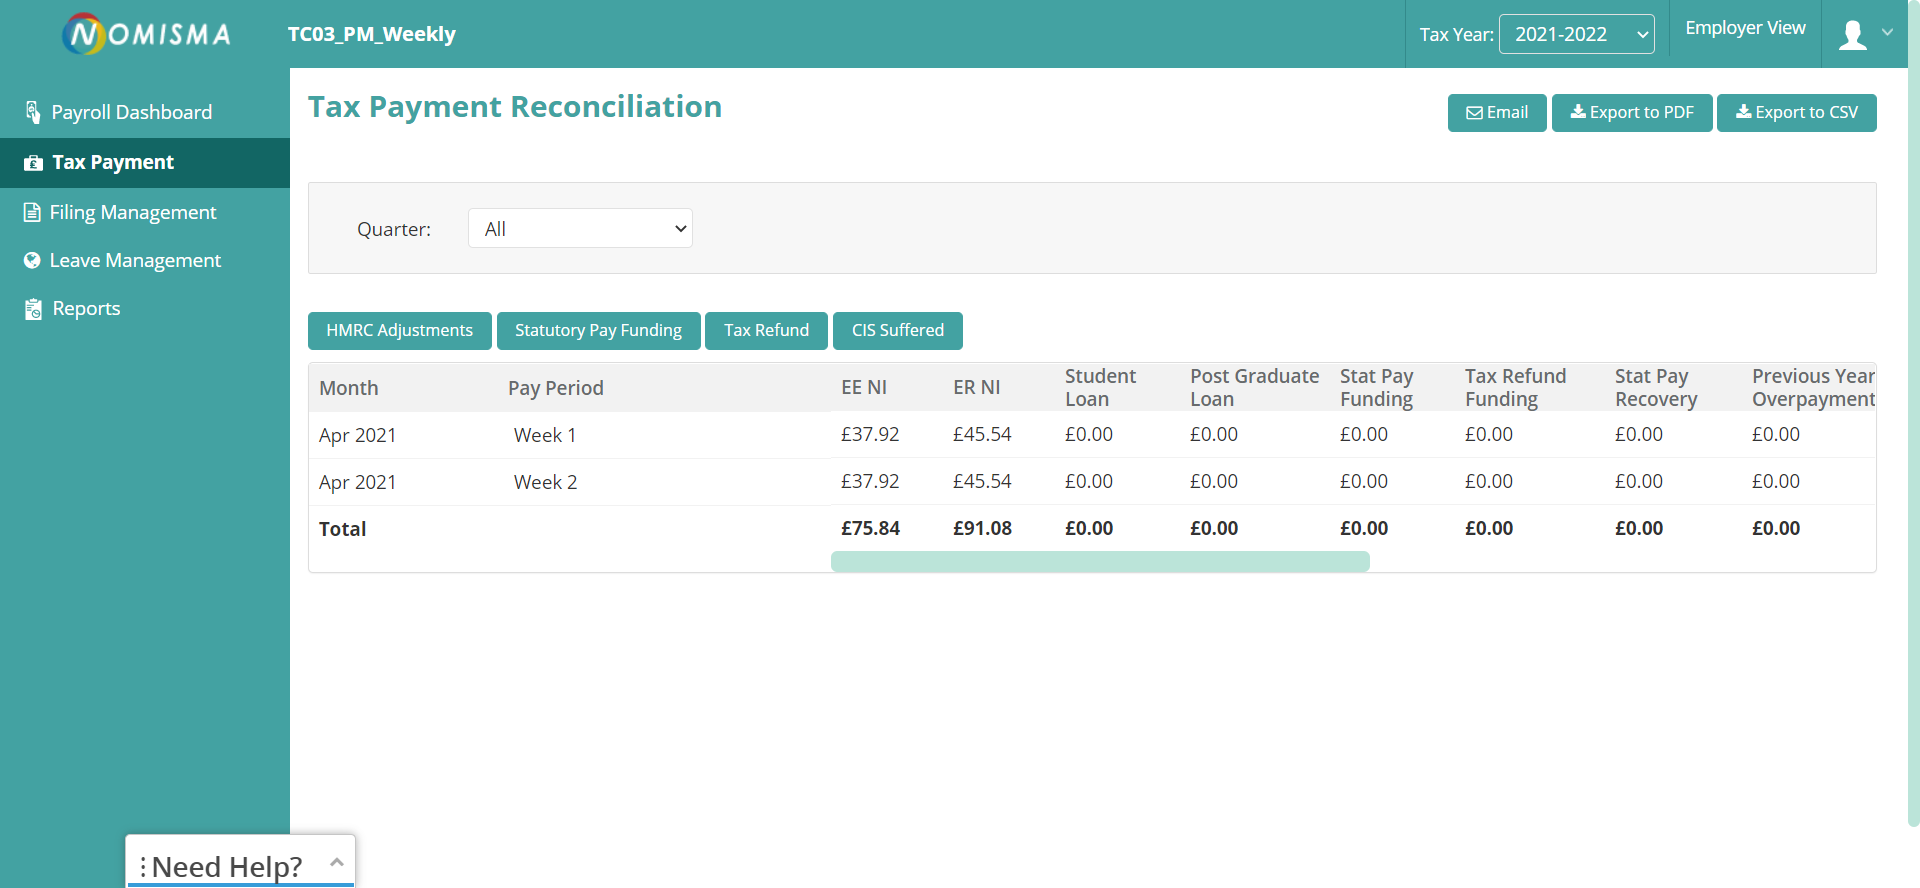 NOMISMA
TC03_PM_Weekly
Tax Year: 2021-2022
Employer View
Payroll Dashboard
Tax Payment
Filing Management
Leave Management
Reports
Tax Payment Reconciliation
Email Export to PDF Export to CSV
Quarter: All
HMRC Adjustments Statutory Pay Funding Tax Refund CIS Suffered
Month Pay Period EE NI ER NI Student Loan Post Graduate Loan Stat Pay Funding Tax Refund Funding Stat Pay Recovery Previous Year Overpayment
Apr 2021 Week 1 £37.92 £45.54 £0.00 £0.00 £0.00 £0.00 £0.00 £0.00
Apr 2021 Week 2 £37.92 £45.54 £0.00 £0.00 £0.00 £0.00 £0.00 £0.00
Total £75.84 £91.08 £0.00 £0.00 £0.00 £0.00 £0.00 £0.00
Need Help?